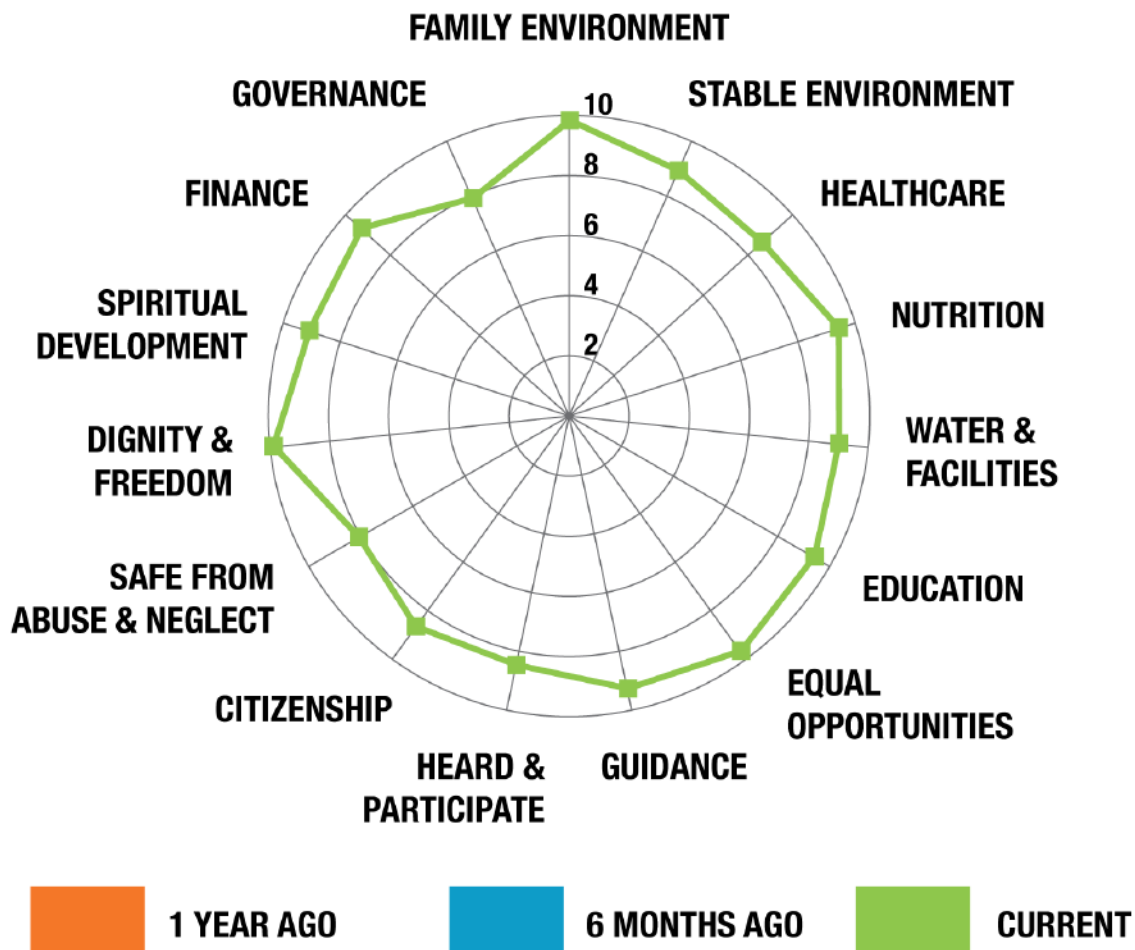 FAMILY ENVIRONMENT
GOVERNANCE
STABLE ENVIRONMENT
10
FINANCE
8
HEALTHCARE
6
SPIRITUAL
DEVELOPMENT
4
NUTRITION
2
DIGNITY &
FREEDOM
WATER &
FACILITIES
SAFE FROM
ABUSE & NEGLECT
EDUCATION
CITIZENSHIP
EQUAL
OPPORTUNITIES
HEARD &
PARTICIPATE
GUIDANCE
1 YEAR AGO
6 MONTHS AGO
CURRENT